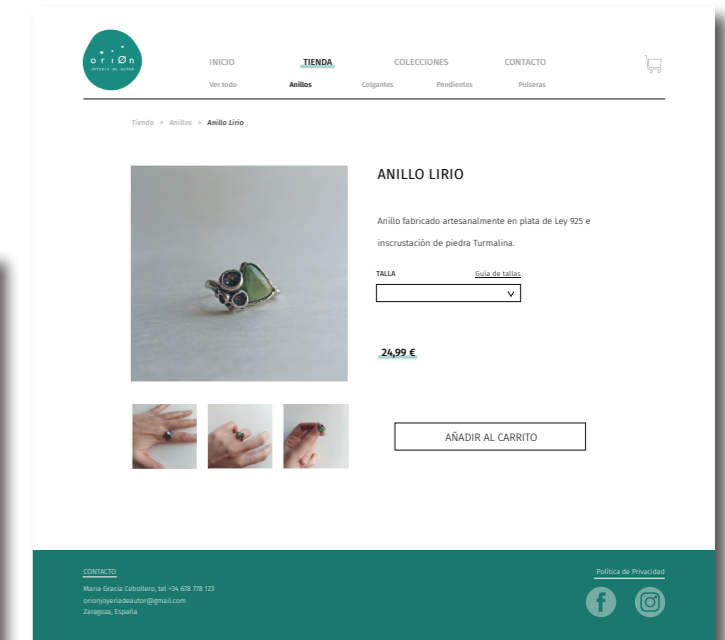 oriØn
JOYERÍA DE AUTOR
INICIO TIENDA COLECCIONES CONTACTO
Ver todo Anillos Colgantes Pendientes Pulseras
Tienda > Anillos > Anillo Lirio
ANILLO LIRIO
Anillo fabricado artesanalmente en plata de Ley 925 e
inscrustación de piedra Turmalina.
TALLA Guía de tallas
24,99 €
AÑADIR AL CARRITO
CONTACTO Política de Privacidad
Maria Gracia Cebollero, tel +34 678 778 123
orionjoyeriadeautor@gmail.com
Zaragoza, España